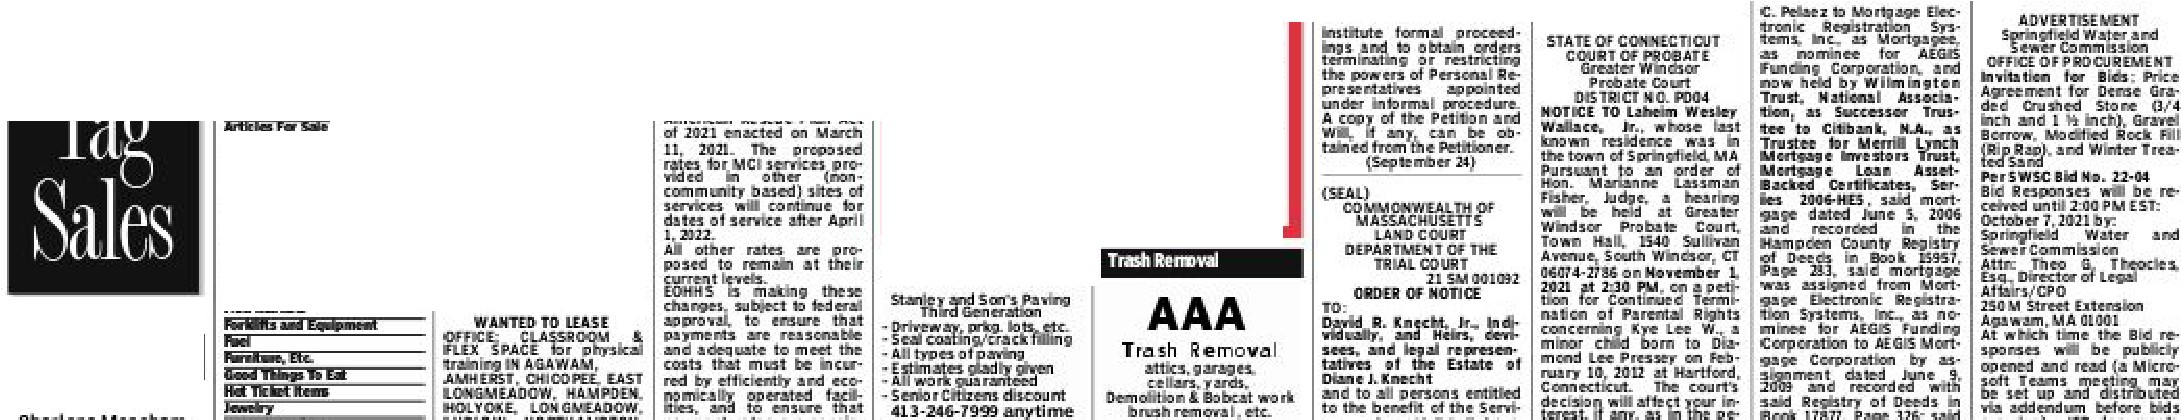 Tag
Sales
Articles For Sale
Forklifts and Equipment
Fuel
Furniture, Etc.
Good Things To Eat
Hot Ticket Items
Jewelry
WANTED TO LEASE
OFFICE; CLASSROOM &
FLEX SPACE for physical
training IN AGAWAM,
AMHERST, CHICOPEE, EAST
LONGMEADOW, HAMPDEN,
HOLYOKE, LONGMEADOW,
of 2021 enacted on March
11, 2021. The proposed
rates for MCI services pro-
vided in other (non-
community based) sites of
services will continue for
dates of service after April
1, 2022.
All other rates are pro-
posed to remain at their
current levels.
EOHHS is making these
changes, subject to federal
approval, to ensure that
payments are reasonable
and adequate to meet the
costs that must be incur-
red by efficiently and eco-
nomically operated facil-
ities, and to ensure that
Stanley and Son's Paving
Third Generation
- Driveway, prkg. lots, etc.
- Seal coating/crack filling
- All types of paving
- Estimates gladly given
- All work guaranteed
- Senior Citizens discount
413-246-7999 anytime
Trash Removal
AAA
Trash Removal
attics, garages,
cellars, yards,
Demolition & Bobcat work
brush removal, etc.
institute formal proceed-
ings and to obtain orders
terminating or restricting
the powers of Personal Re-
presentatives appointed
under informal procedure.
A copy of the Petition and
Will, if any, can be ob-
tained from the Petitioner.
(September 24)
(SEAL)
COMMONWEALTH OF
MASSACHUSETTS
LAND COURT
DEPARTMENT OF THE
TRIAL COURT
21 SM 001092
ORDER OF NOTICE
TO:
David R. Knecht, Jr., Indi-
vidually, and Heirs, devi-
sees, and legal represen-
tatives of the Estate of
Diane J. Knecht
and to all persons entitled
to the benefit of the Servi-
STATE OF CONNECTICUT
COURT OF PROBATE
Greater Windsor
Probate Court
DISTRICT NO. PD04
NOTICE TO Laheim Wesley
Wallace, Jr., whose last
known residence was in
the town of Springfield, MA
Pursuant to an order of
Hon. Marianne Lassman
Fisher, Judge, a hearing
will be held at Greater
Windsor Probate Court,
Town Hall, 1540 Sullivan
Avenue, South Windsor, CT
06074-2786 on November 1,
2021 at 2:30 PM, on a peti-
tion for Continued Termi-
nation of Parental Rights
concerning Kye Lee W., a
minor child born to Dia-
mond Lee Pressey on Feb-
ruary 10, 2012 at Hartford,
Connecticut. The court's
decision will affect your in-
terest, if any, as in the pe-
C. Pelaez to Mortgage Elec-
tronic Registration Sys-
tems, Inc., as Mortgagee,
as nominee for AEGIS
Funding Corporation, and
now held by Wilmington
Trust, National Associa-
tion, as Successor Trus-
tee to Citibank, N.A., as
Trustee for Merrill Lynch
Mortgage Investors Trust,
Mortgage Loan Asset-
Backed Certificates, Ser-
ies 2006-HE5, said mort-
gage dated June 5, 2006
and recorded in the
Hampden County Registry
of Deeds in Book 15957,
Page 283, said mortgage
was assigned from Mort-
gage Electronic Registra-
tion Systems, Inc., as no-
minee for AEGIS Funding
Corporation to AEGIS Mort-
gage Corporation by as-
signment dated June 9,
2009 and recorded with
said Registry of Deeds in
Book 17877, Page 326; said
ADVERTISEMENT
Springfield Water and
Sewer Commission
OFFICE OF PROCUREMENT
Invitation for Bids: Price
Agreement for Dense Gra-
ded Crushed Stone (3/4
inch and 1 ½ inch), Gravel
Borrow, Modified Rock Fill
(Rip Rap), and Winter Trea-
ted Sand
Per SWSC Bid No. 22-04
Bid Responses will be re-
ceived until 2:00 PM EST:
October 7, 2021 by:
Springfield Water and
Sewer Commission
Attn: Theo G. Theocles,
Esq., Director of Legal
Affairs/CPO
250 M Street Extension
Agawam, MA 01001
At which time the Bid re-
sponses will be publicly
opened and read (a Micro-
soft Teams meeting may
be set up and distributed
via addendum before bid